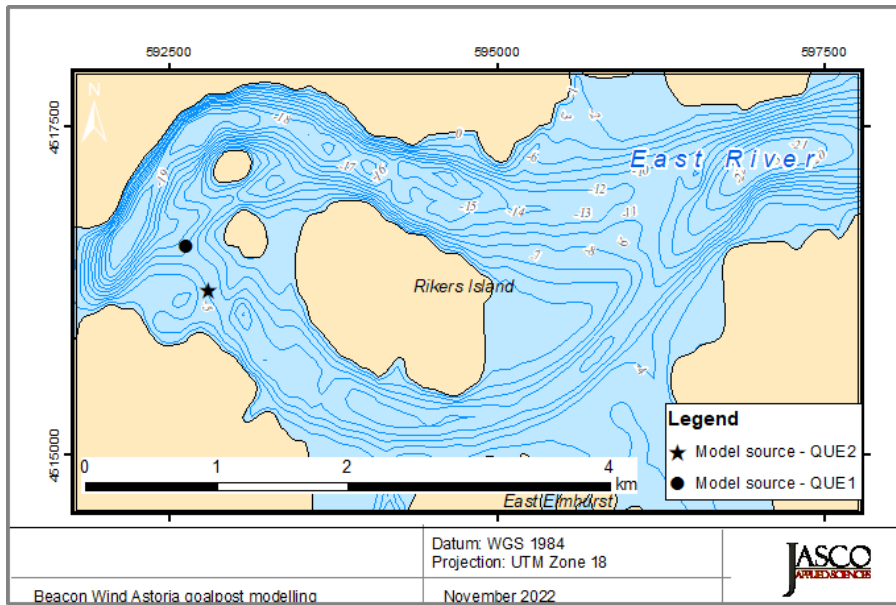 592500 595000 597500
4517500
N
0
-1
-3
-2
-18
-6
-21
-20
East River
-10
-19
-17
-16
-12
-15
-14
-13
-11
-9
-7
-8
Rikers Island
-5
-4
4515000
Legend
Model source - QUE2
Model source - QUE1
0 1 2 4
km
East Elmhurst
Datum: WGS 1984
Projection: UTM Zone 18
JASCO
APPLIED SCIENCES
Beacon Wind Astoria goalpost modelling
November 2022